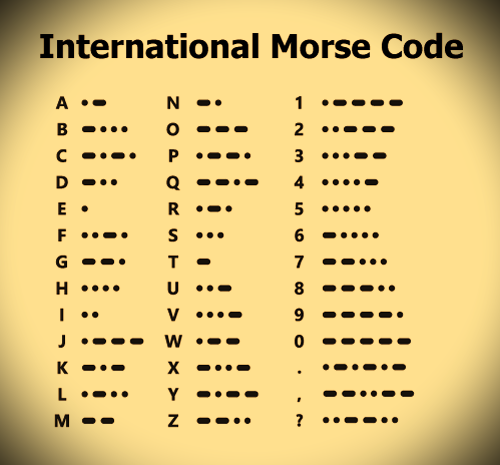 International Morse Code
A •− N −• 1 •−−−−
B −••• O −−− 2 ••−−−
C −•−• P •−−• 3 •••−−
D −•• Q −−•− 4 ••••−
E • R •−• 5 •••••
F ••−• S ••• 6 −••••
G −−• T − 7 −−•••
H •••• U ••− 8 −−−••
I •• V •••− 9 −−−−•
J •−−− W •−− 0 −−−−−
K −•− X −••− . •−•−•−
L •−•• Y −•−− , −−••−−
M −− Z −−•• ? ••−−••